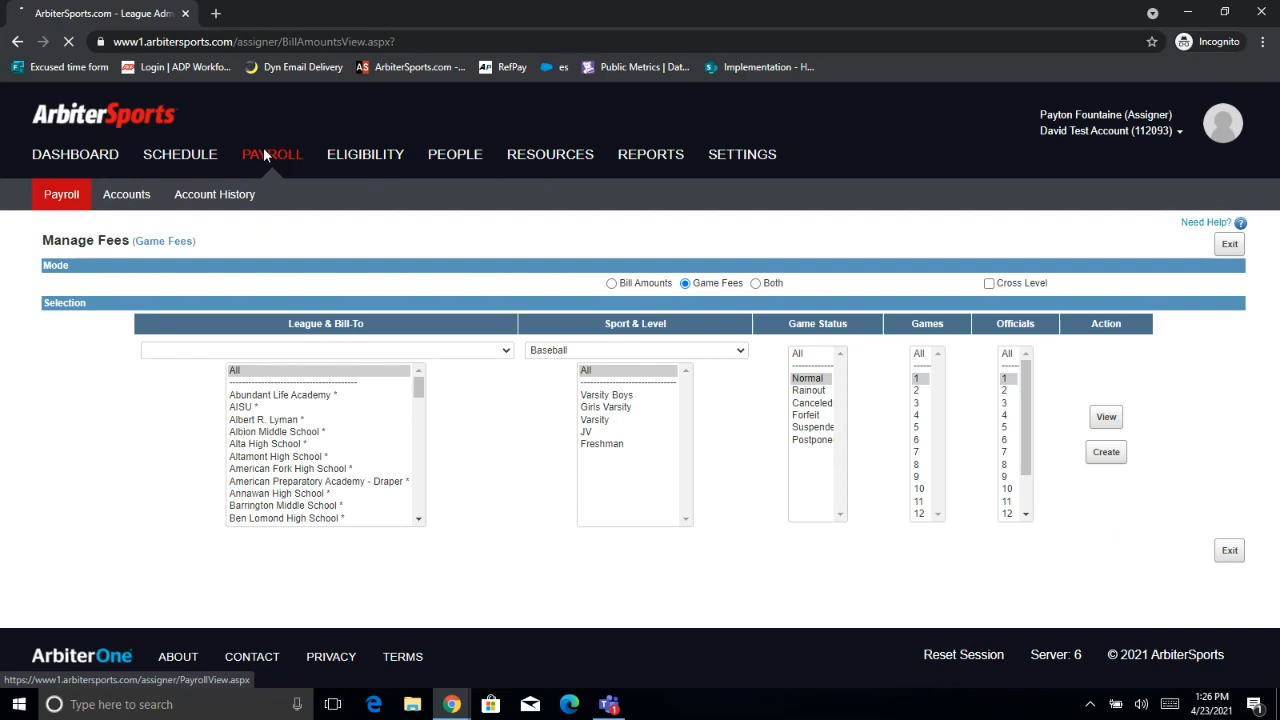 ArbiterSports.com - League Adm
www1.arbitersports.com/assigner/BillAmountsView.aspx?
Incognito
Excused time form
Login | ADP Workfo...
Dyn Email Delivery
ArbiterSports.com -...
RefPay
es
Public Metrics | Dat...
Implementation - H...
ArbiterSports
Payton Fountaine (Assigner)
David Test Account (112093)
DASHBOARD SCHEDULE PAYROLL ELIGIBILITY PEOPLE RESOURCES REPORTS SETTINGS
Payroll Accounts Account History
Need Help? ?
Manage Fees (Game Fees)
Exit
Mode
Bill Amounts Game Fees Both Cross Level
Selection
League & Bill-To Sport & Level Game Status Games Officials Action
Baseball
All
Abundant Life Academy *
AISU *
Albert R. Lyman *
Albion Middle School *
Alta High School *
Altamont High School *
American Fork High School *
American Preparatory Academy - Draper *
Annawan High School *
Barrington Middle School *
Ben Lomond High School *
All
Varsity Boys
Girls Varsity
Varsity
JV
Freshman
All
Normal
Rainout
Canceled
Forfeit
Suspende
Postpone
All
1
2
3
4
5
6
7
8
9
10
11
12
All
1
2
3
4
5
6
7
8
9
10
11
12
View
Create
Exit
ArbiterOne ABOUT CONTACT PRIVACY TERMS
Reset Session Server: 6 © 2021 ArbiterSports
https://www1.arbitersports.com/assigner/PayrollView.aspx
Type here to search
1:26 PM
4/23/2021